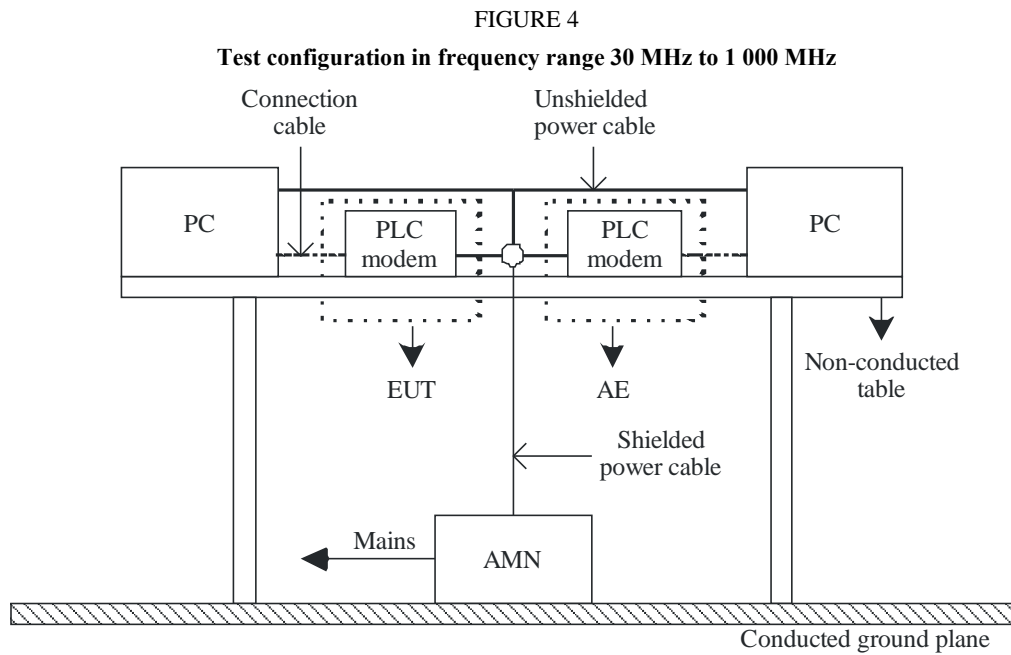 FIGURE 4
Test configuration in frequency range 30 MHz to 1 000 MHz
Connection
cable
Unshielded
power cable
PC
PLC
modem
PLC
modem
PC
EUT
AE
Non-conducted
table
Shielded
power cable
Mains
AMN
Conducted ground plane